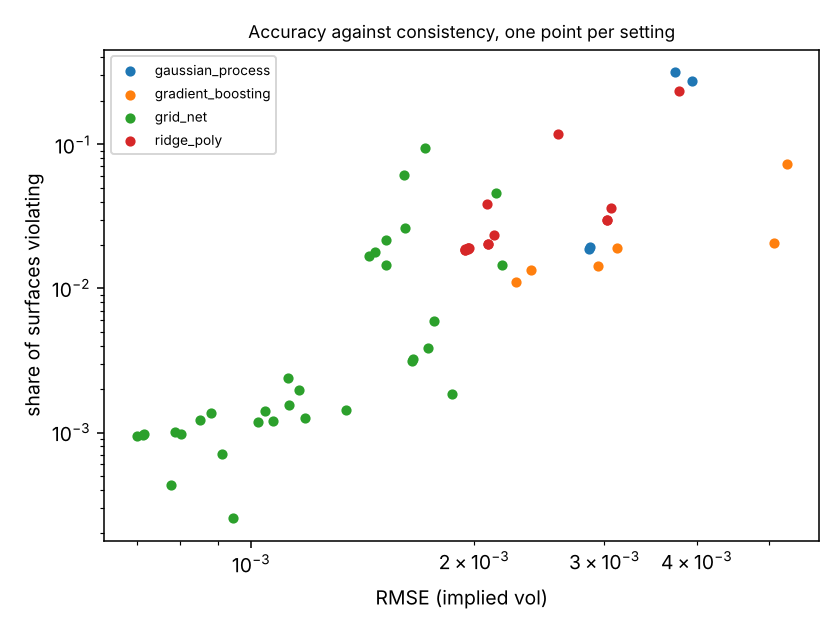 Accuracy against consistency, one point per setting
gaussian_process
gradient_boosting
grid_net
ridge_poly
share of surfaces violating
10⁻¹
10⁻²
10⁻³
10⁻³
2 × 10⁻³
3 × 10⁻³
4 × 10⁻³
RMSE (implied vol)